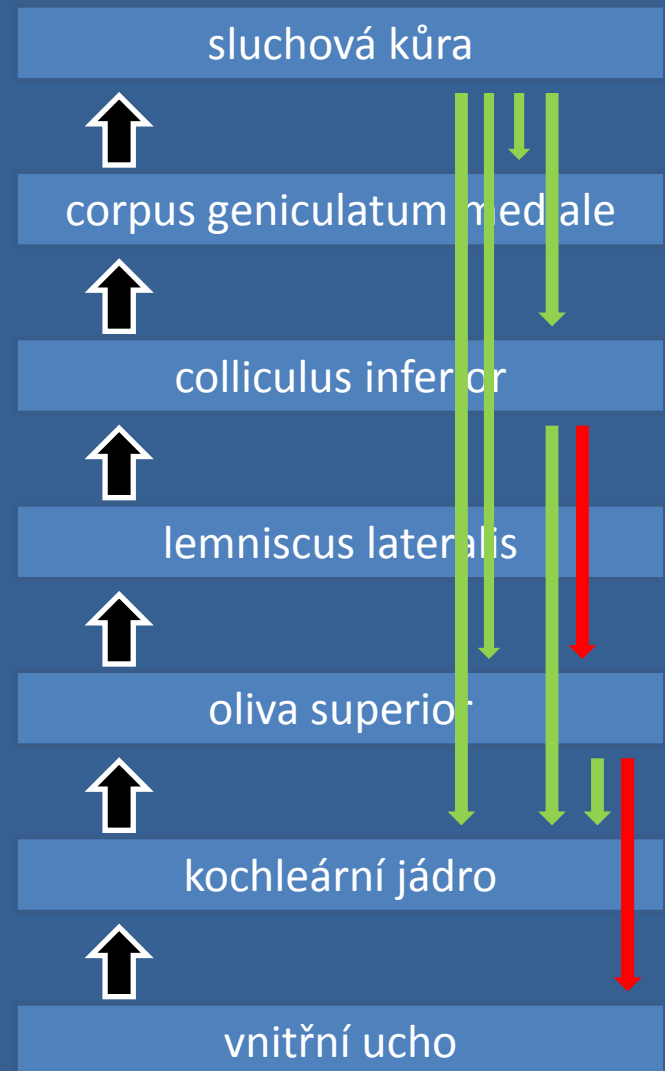 sluchová kůra
corpus geniculatum mediale
colliculus inferior
lemniscus lateralis
oliva superior
kochleární jádro
vnitřní ucho